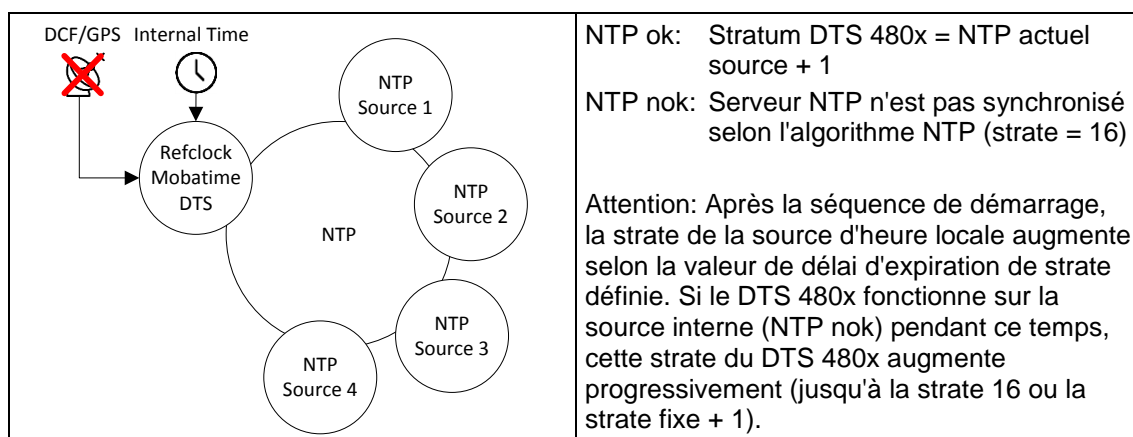 DCF/GPS Internal Time
NTP
Source 1
Refclock
Mobatime
DTS
NTP
Source 2
NTP
NTP
Source 3
NTP
Source 4
NTP ok: Stratum DTS 480x = NTP actuel
source + 1
NTP nok: Serveur NTP n'est pas synchronisé
selon l'algorithme NTP (strate = 16)
Attention: Après la séquence de démarrage,
la strate de la source d'heure locale augmente
selon la valeur de délai d'expiration de strate
définie. Si le DTS 480x fonctionne sur la
source interne (NTP nok) pendant ce temps,
cette strate du DTS 480x augmente
progressivement (jusqu'à la strate 16 ou la
strate fixe + 1).